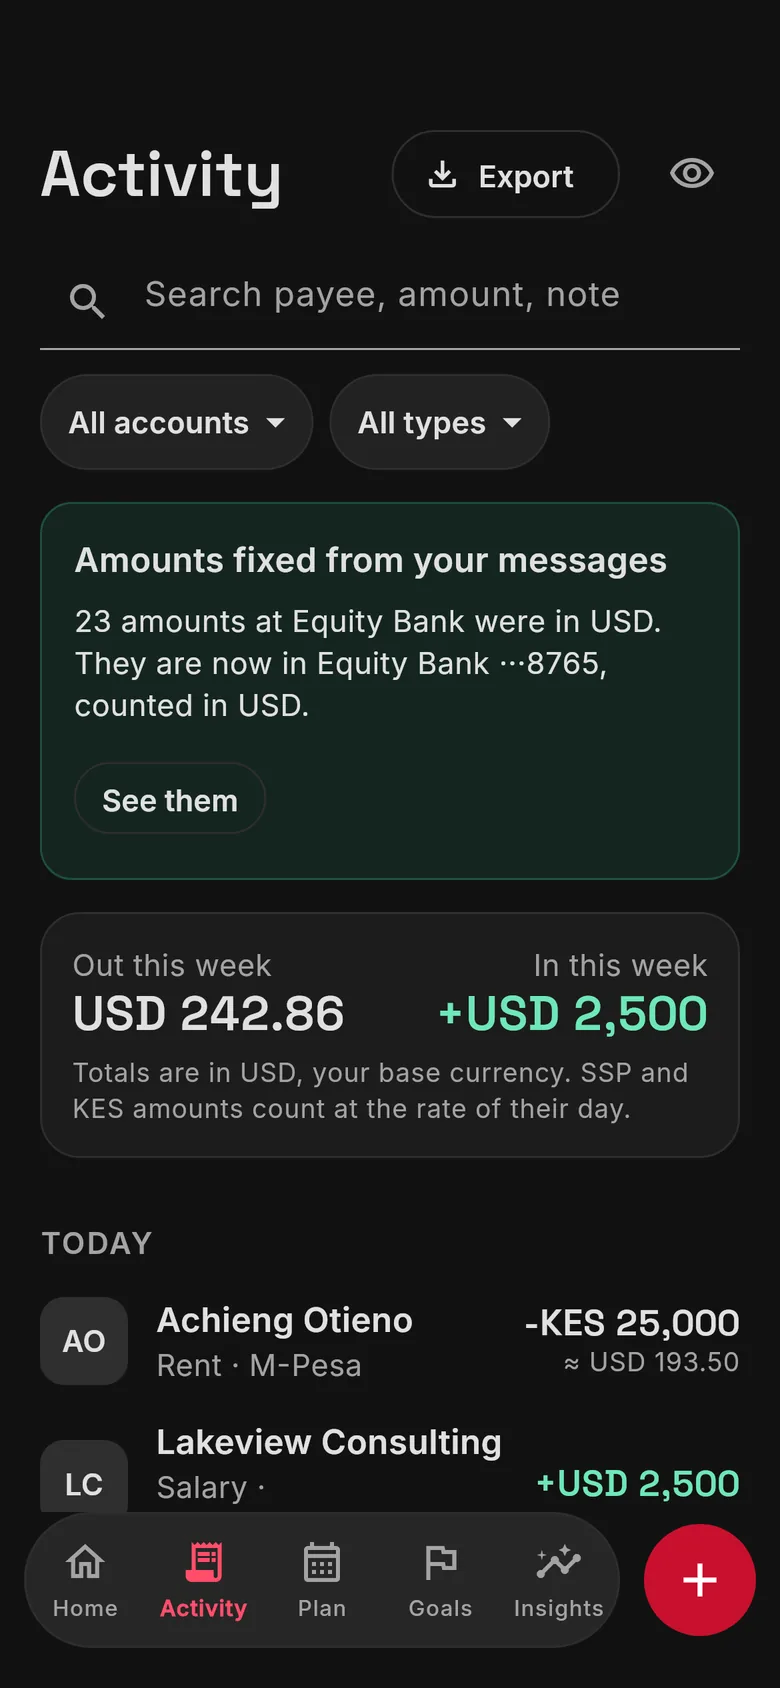 Activity
Export
Search payee, amount, note
All accounts
All types
Amounts fixed from your messages
23 amounts at Equity Bank were in USD.
They are now in Equity Bank ···8765,
counted in USD.
See them
Out this week
In this week
USD 242.86
+USD 2,500
Totals are in USD, your base currency. SSP and
KES amounts count at the rate of their day.
TODAY
AO
Achieng Otieno
-KES 25,000
Rent · M-Pesa
≈ USD 193.50
LC
Lakeview Consulting
Salary ·
+USD 2,500
Home
Activity
Plan
Goals
Insights